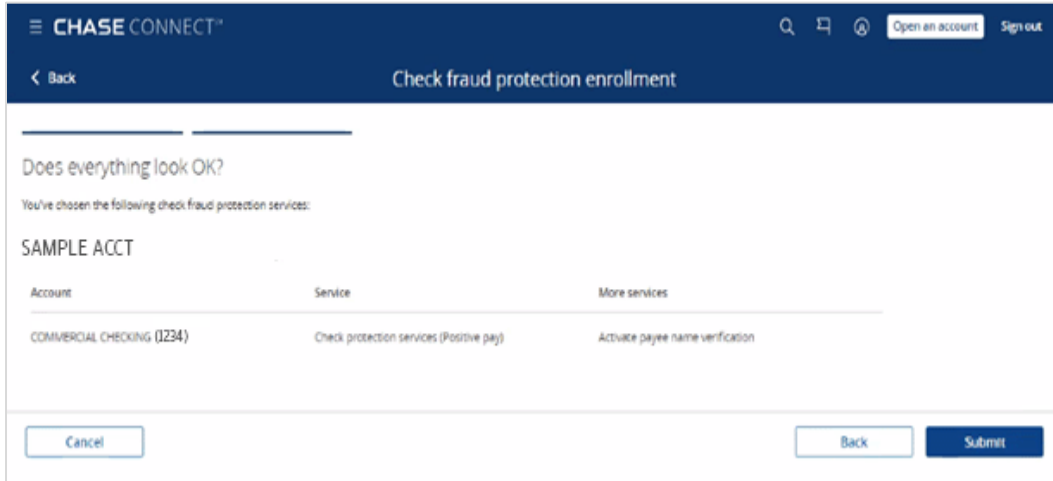 CHASE CONNECT℠ Open an account Sign out
Back Check fraud protection enrollment
Does everything look OK?
You've chosen the following check fraud protection services:
SAMPLE ACCT
Account Service More services
COMMERCIAL CHECKING (1234) Check protection services (Positive pay) Activate payee name verification
Cancel Back Submit